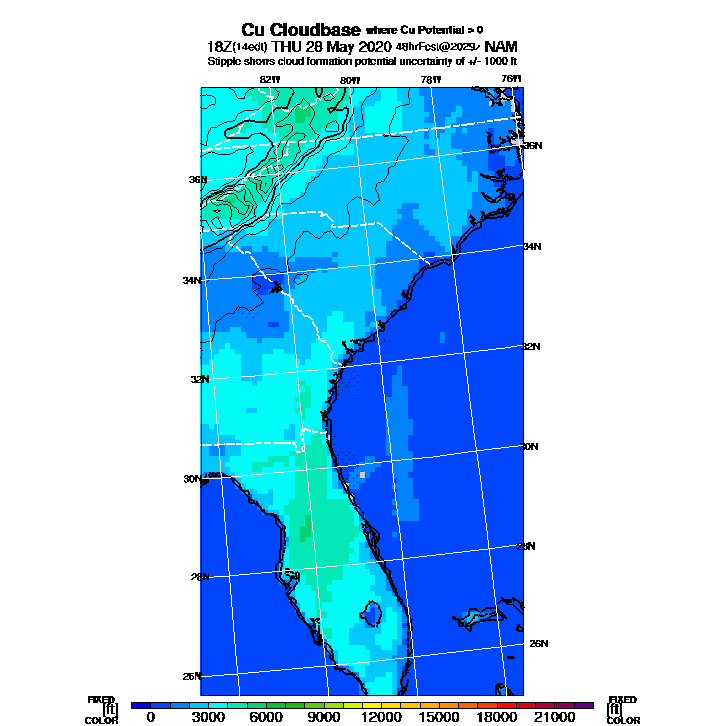 Cu Cloudbase where Cu Potential > 0
18Z(14edt) THU 28 May 2020 48hrFcst@2029z NAM
Stipple shows cloud formation potential uncertainty of +/- 1000 ft
82W 80W 78W 76W
36N
36N
34N
34N
32N
32N
30N
30N
28N
28N
26N
26N
FIXED FIXED
[ft] [ft]
COLOR COLOR
0 3000 6000 9000 12000 15000 18000 21000